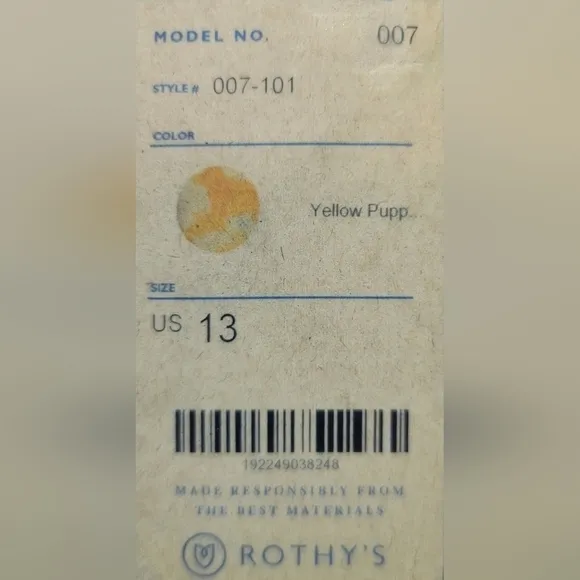 MODEL NO. 007
STYLE# 007-101
COLOR
Yellow Pupp..
SIZE
US 13
192249038248
MADE RESPONSIBLY FROM
THE BEST MATERIALS
ROTHY'S